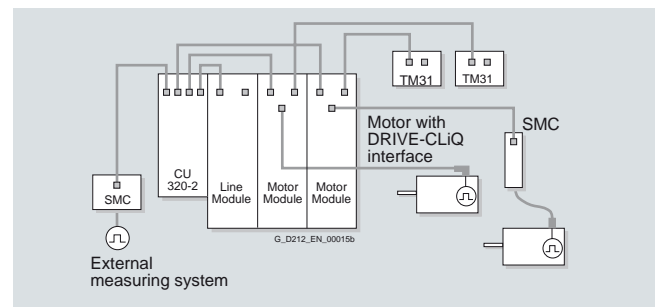 TM31
TM31
Motor with
DRIVE-CLiQ
interface
SMC
CU
320-2
Line
Module
Motor
Module
Motor
Module
SMC
G_D212_EN_00015b
External
measuring system